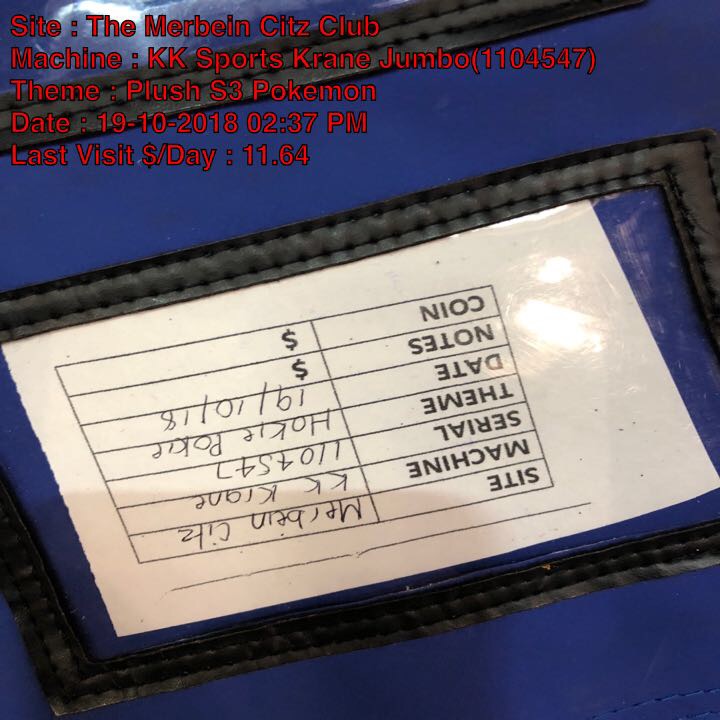 Site : The Merbein Citz Club
Machine : KK Sports Krane Jumbo(1104547)
Theme : Plush S3 Pokemon
Date : 19-10-2018 02:37 PM
Last Visit $/Day : 11.64
SITE Merbein Citz
MACHINE KK Krane
SERIAL 1104547
THEME Hokie Pokie
DATE 19/10/18
NOTES $
COIN $